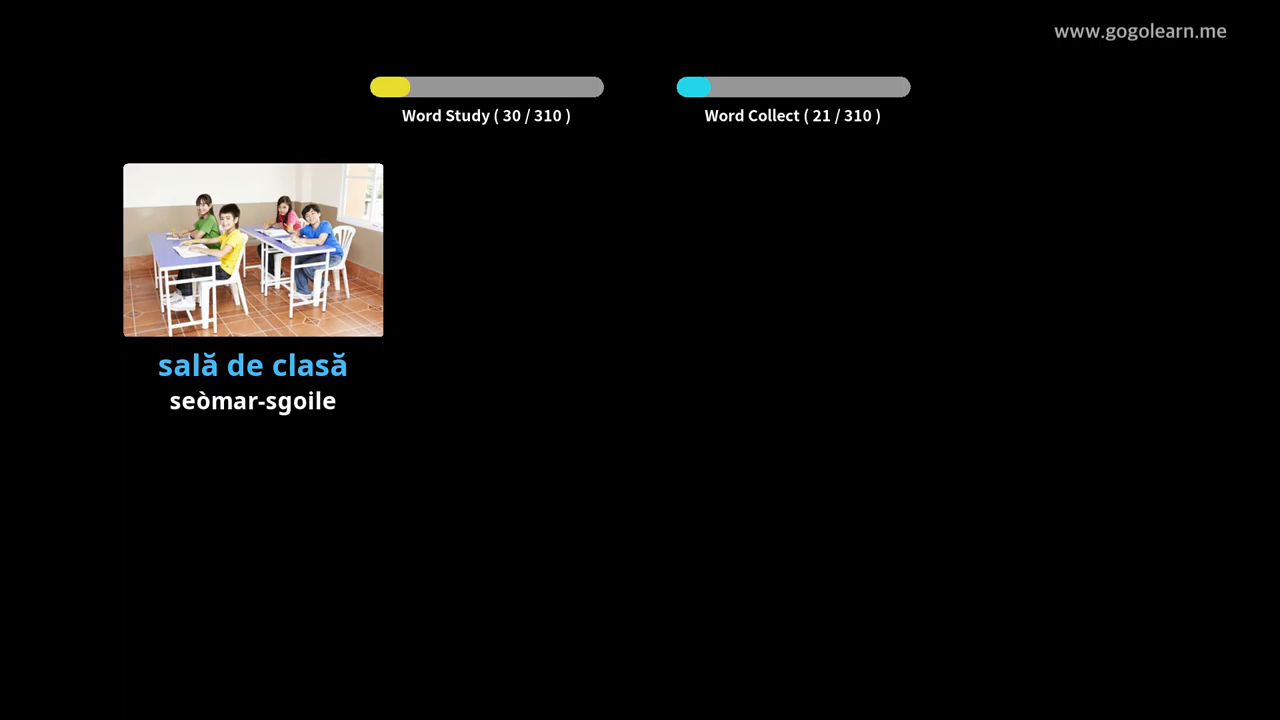 www.gogolearn.me
Word Study ( 30 / 310 )
Word Collect ( 21 / 310 )
sală de clasă
seòmar-sgoile